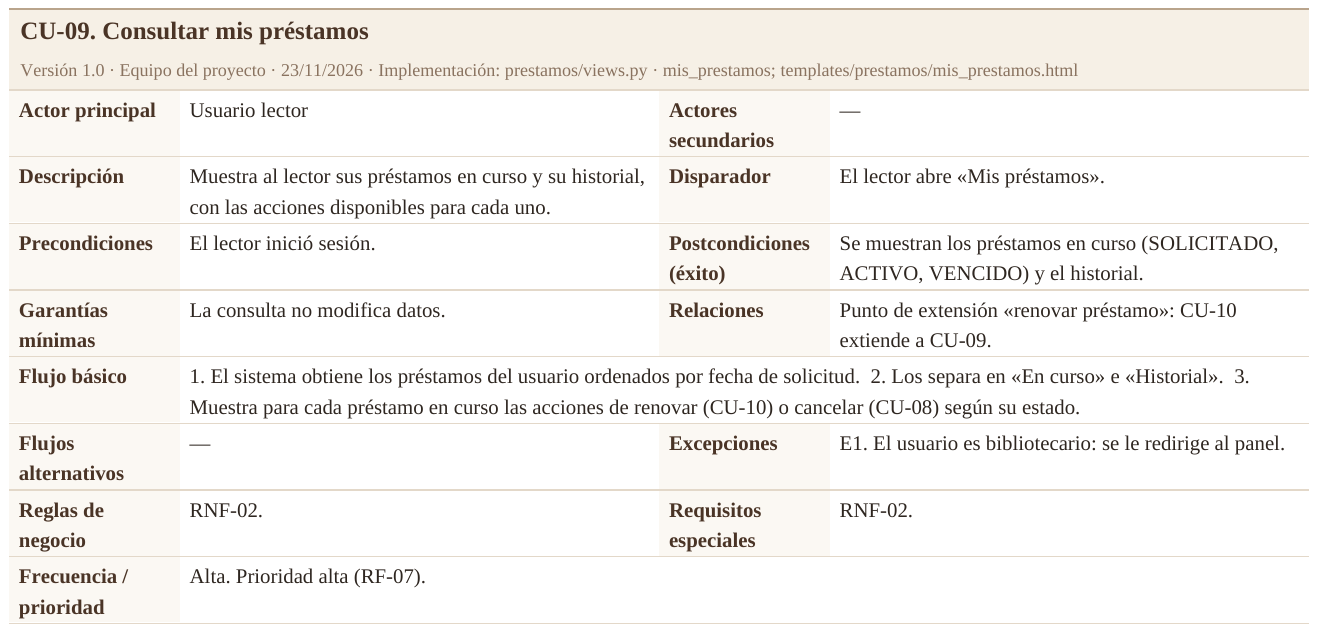 CU-09. Consultar mis préstamos
Versión 1.0 · Equipo del proyecto · 23/11/2026 · Implementación: prestamos/views.py · mis_prestamos; templates/prestamos/mis_prestamos.html
Actor principal
Usuario lector
Actores
secundarios
—
Descripción
Muestra al lector sus préstamos en curso y su historial,
con las acciones disponibles para cada uno.
Disparador
El lector abre «Mis préstamos».
Precondiciones
El lector inició sesión.
Postcondiciones
(éxito)
Se muestran los préstamos en curso (SOLICITADO,
ACTIVO, VENCIDO) y el historial.
Garantías
mínimas
La consulta no modifica datos.
Relaciones
Punto de extensión «renovar préstamo»: CU-10
extiende a CU-09.
Flujo básico
1. El sistema obtiene los préstamos del usuario ordenados por fecha de solicitud. 2. Los separa en «En curso» e «Historial». 3.
Muestra para cada préstamo en curso las acciones de renovar (CU-10) o cancelar (CU-08) según su estado.
Flujos
alternativos
—
Excepciones
E1. El usuario es bibliotecario: se le redirige al panel.
Reglas de
negocio
RNF-02.
Requisitos
especiales
RNF-02.
Frecuencia /
prioridad
Alta. Prioridad alta (RF-07).